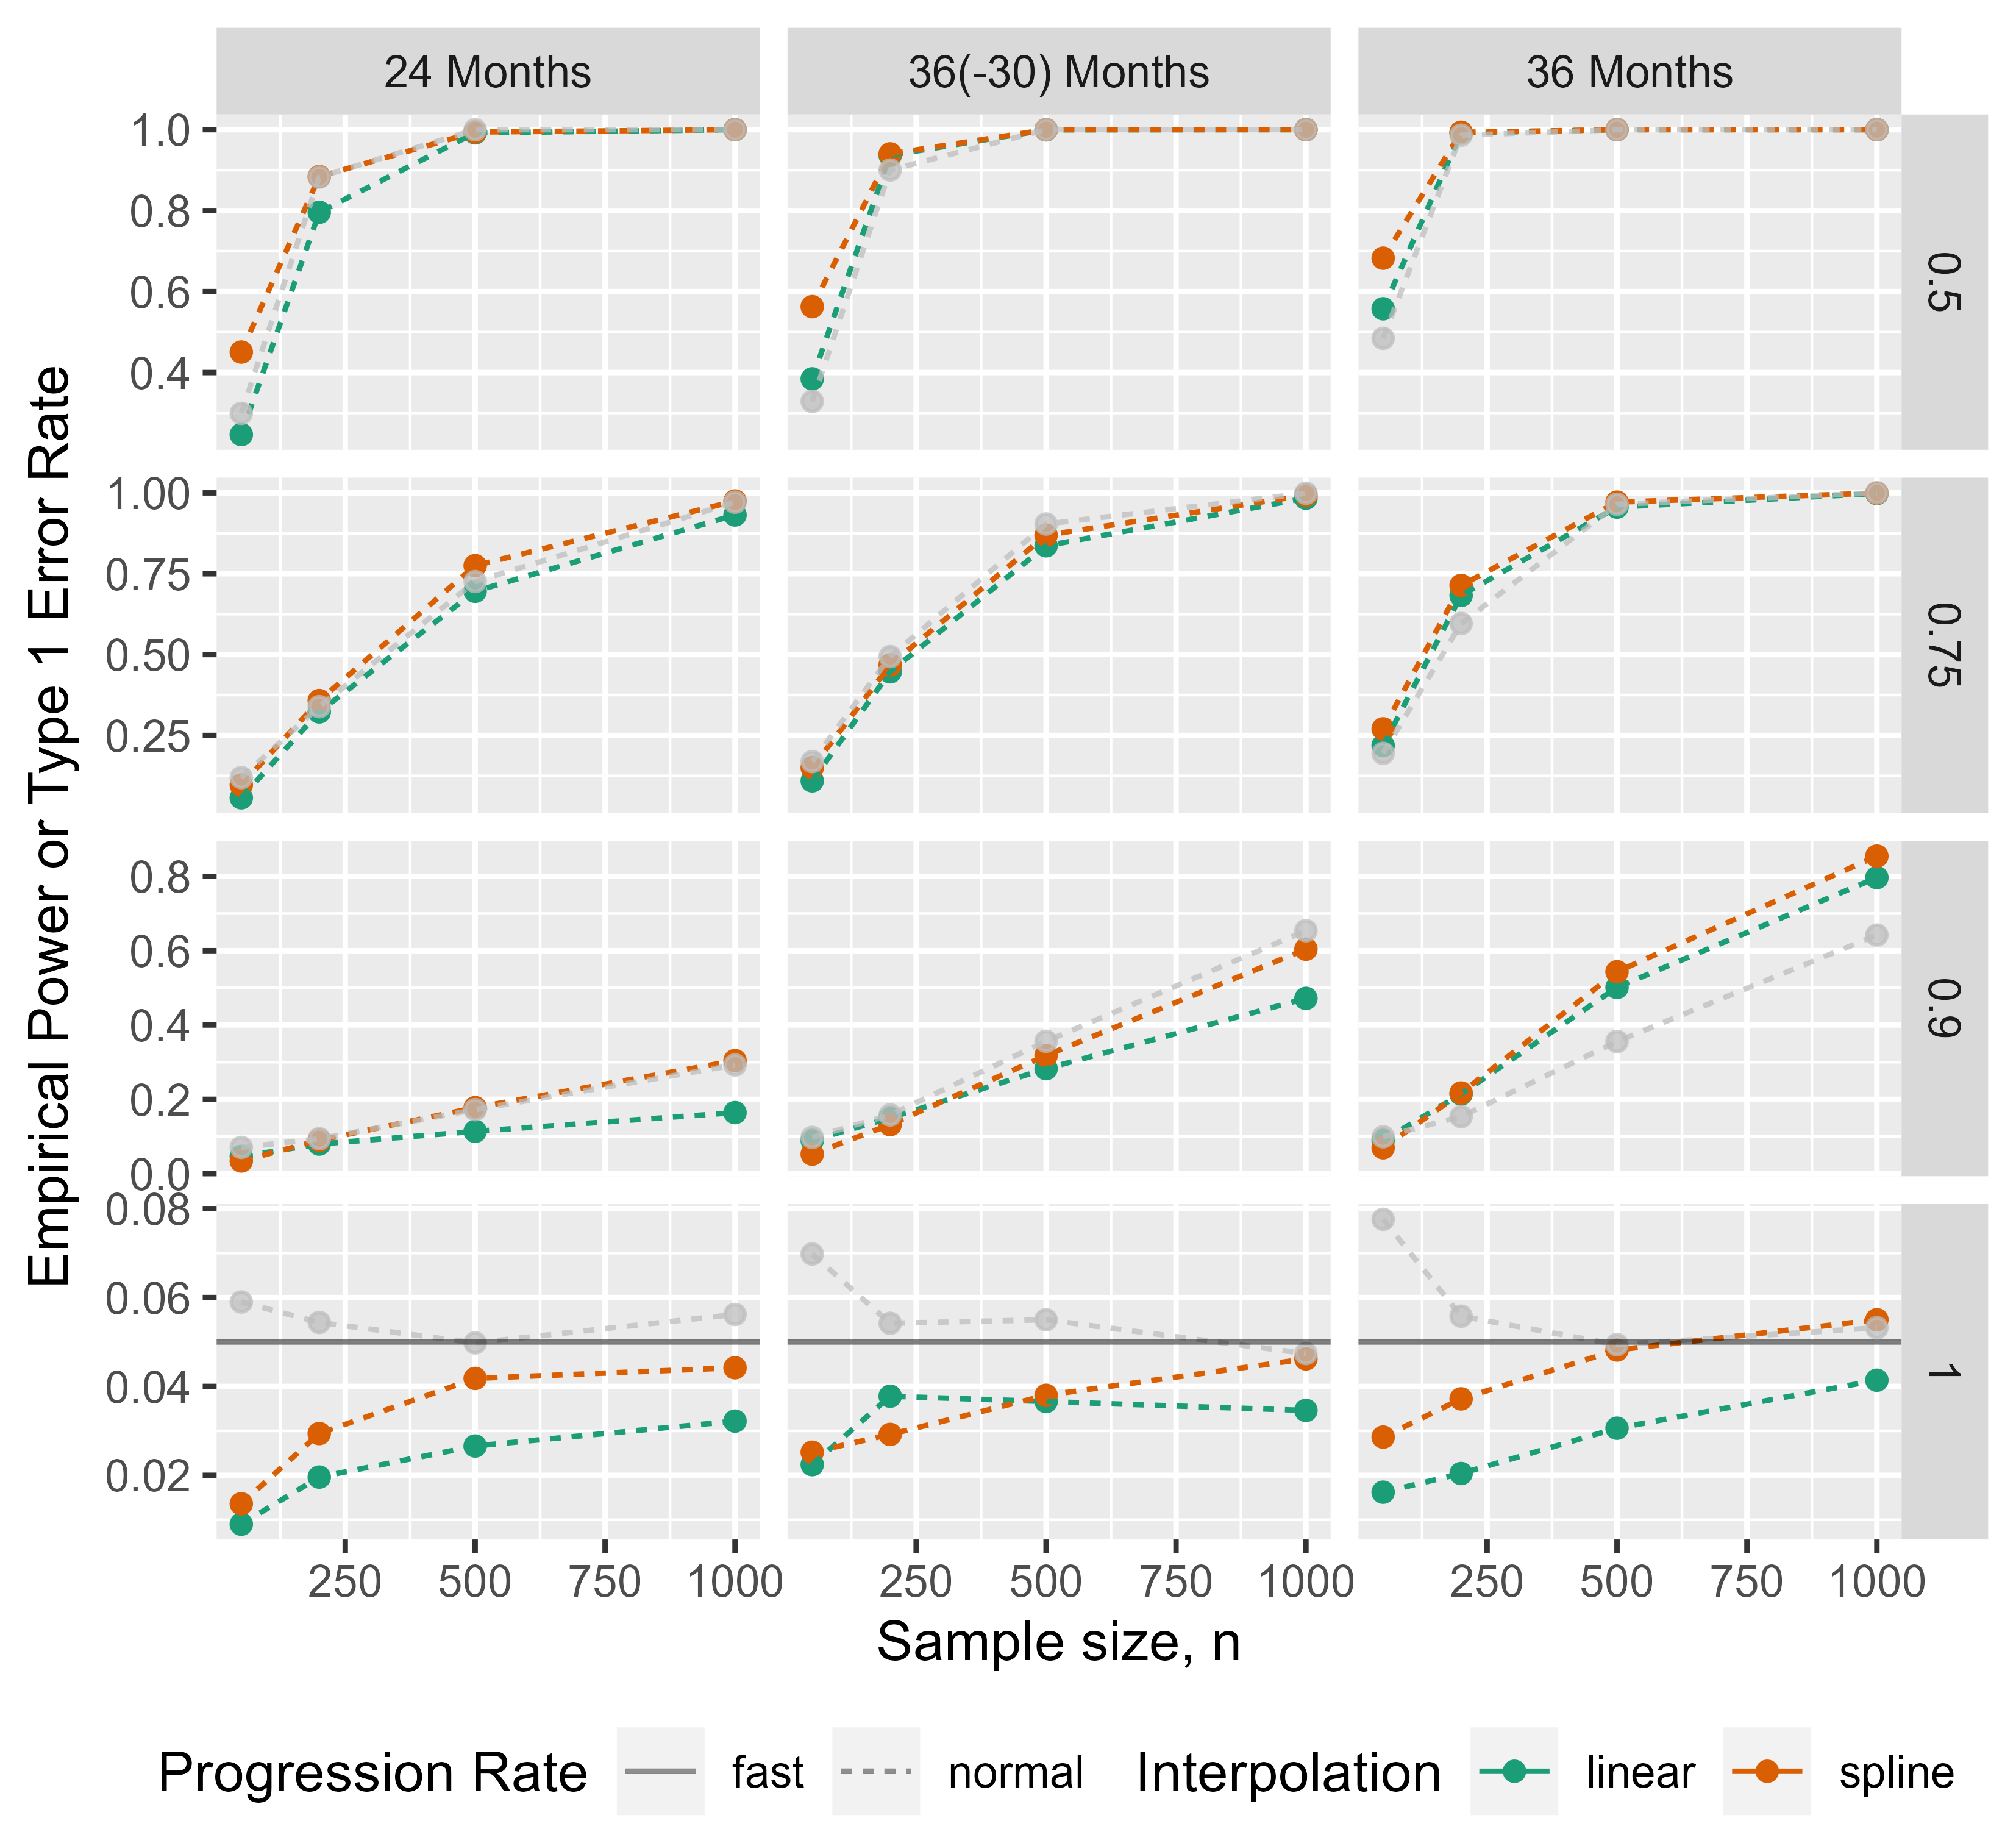 24 Months
36(-30) Months
36 Months
Empirical Power or Type 1 Error Rate
1.0
0.8
0.6
0.4
0.5
1.00
0.75
0.50
0.25
0.75
0.8
0.6
0.4
0.2
0.0
0.9
0.08
0.06
0.04
0.02
1
250 500 750 1000
250 500 750 1000
250 500 750 1000
Sample size, n
Progression Rate fast normal Interpolation linear spline